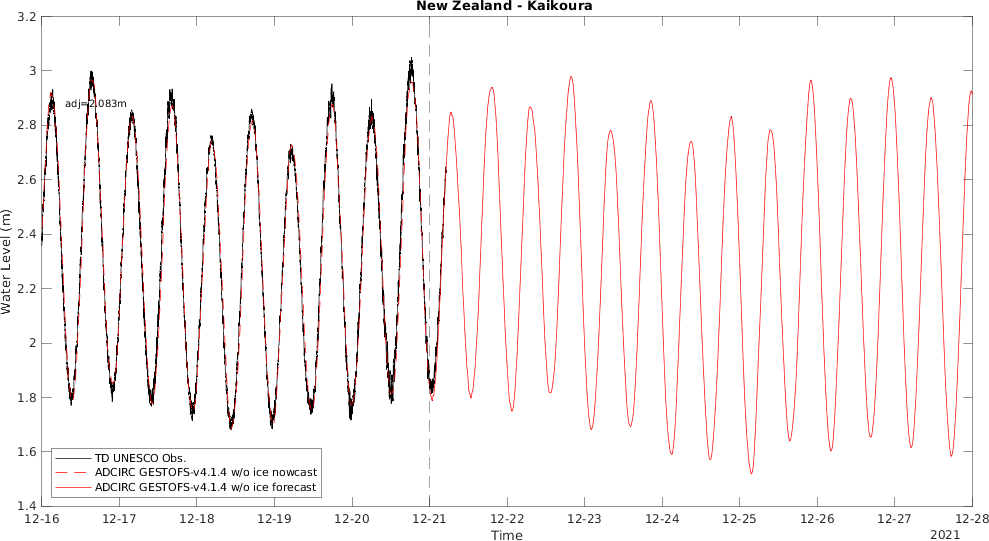 New Zealand - Kaikoura
3.2
3
2.8
2.6
2.4
2.2
2
1.8
1.6
1.4
Water Level (m)
adj=2.083m
TD UNESCO Obs.
ADCIRC GESTOFS-v4.1.4 w/o ice nowcast
ADCIRC GESTOFS-v4.1.4 w/o ice forecast
12-16 12-17 12-18 12-19 12-20 12-21 12-22 12-23 12-24 12-25 12-26 12-27 12-28
Time
2021